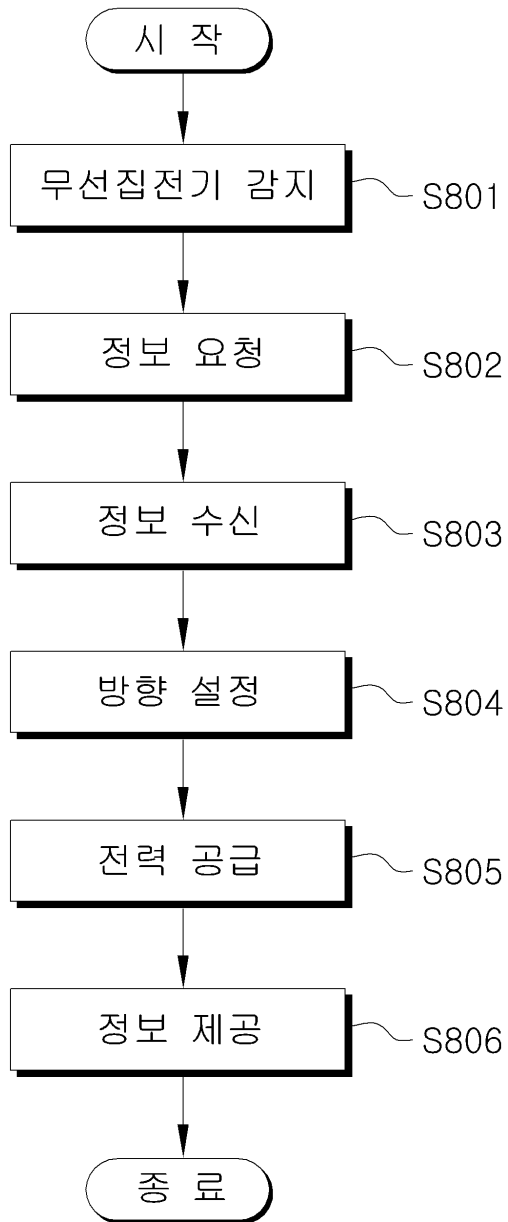 시 작
무선집전기 감지
S801
정보 요청
S802
정보 수신
S803
방향 설정
S804
전력 공급
S805
정보 제공
S806
종 료